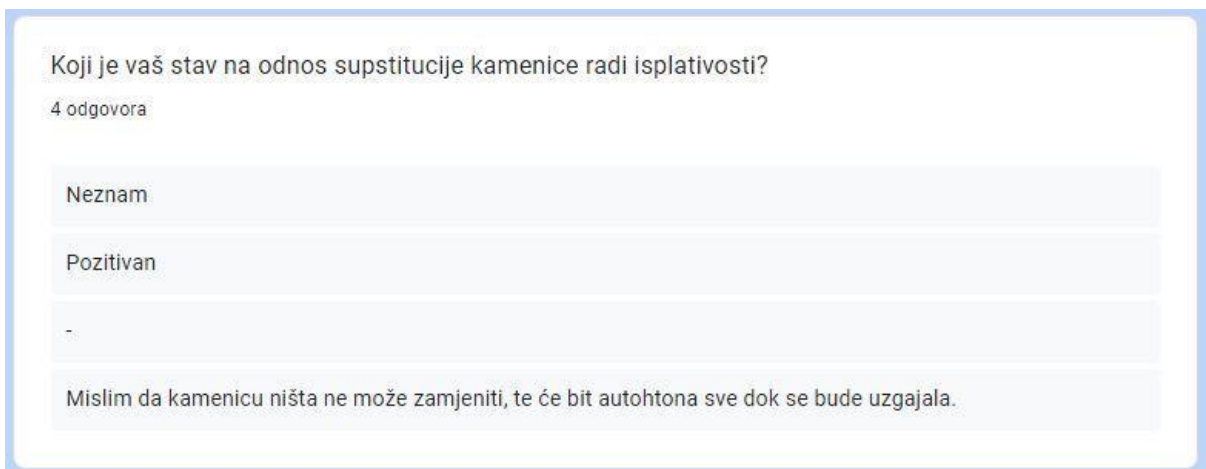 Koji je vaš stav na odnos supstitucije kamenice radi isplativosti?
4 odgovora
Neznam
Pozitivan
-
Mislim da kamenicu ništa ne može zamjeniti, te će bit autohtona sve dok se bude uzgajala.